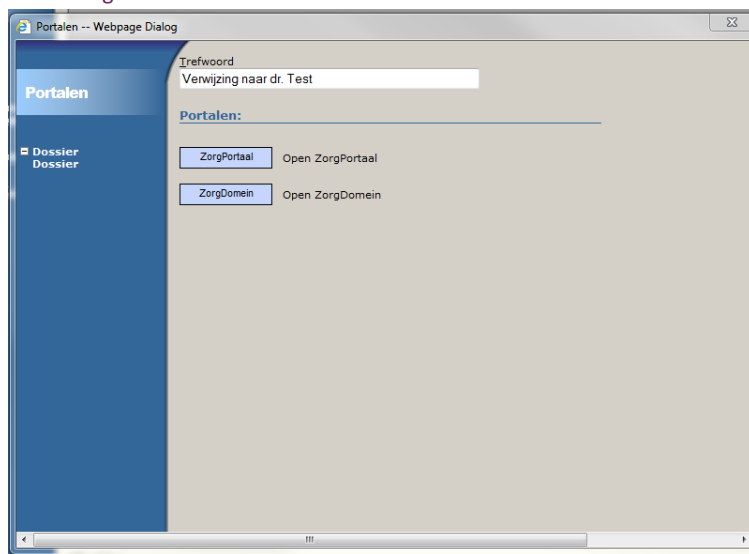 Portalen -- Webpage Dialog
Trefwoord
Verwijzing naar dr. Test
Portalen
Portalen:
Dossier
Dossier
ZorgPortaal Open ZorgPortaal
ZorgDomein Open ZorgDomein